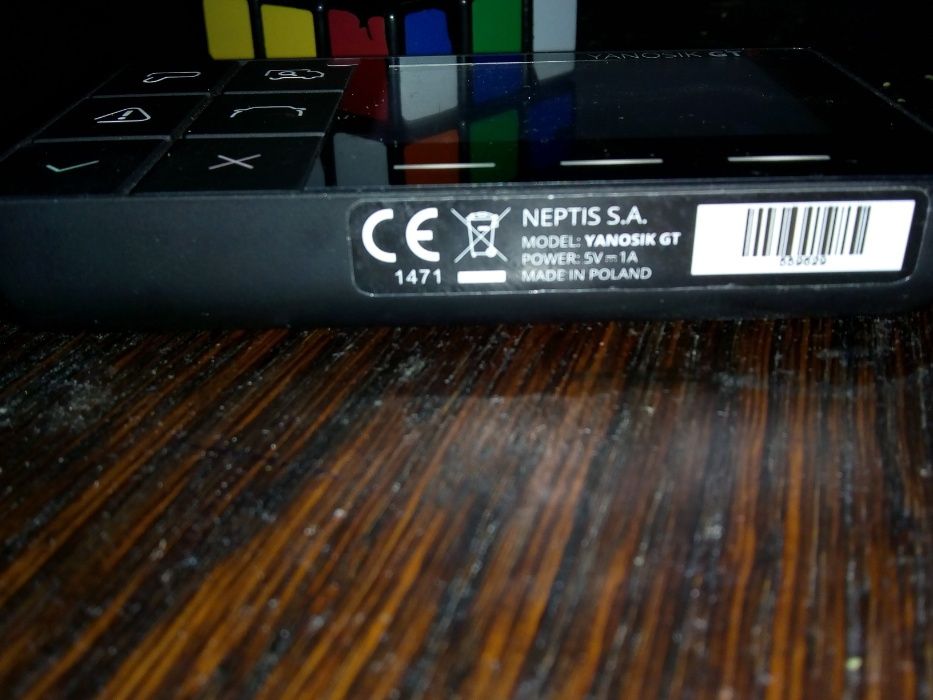 YANOSIK GT
CE
1471
NEPTIS S.A.
MODEL: YANOSIK GT
POWER: 5V⎓1A
MADE IN POLAND